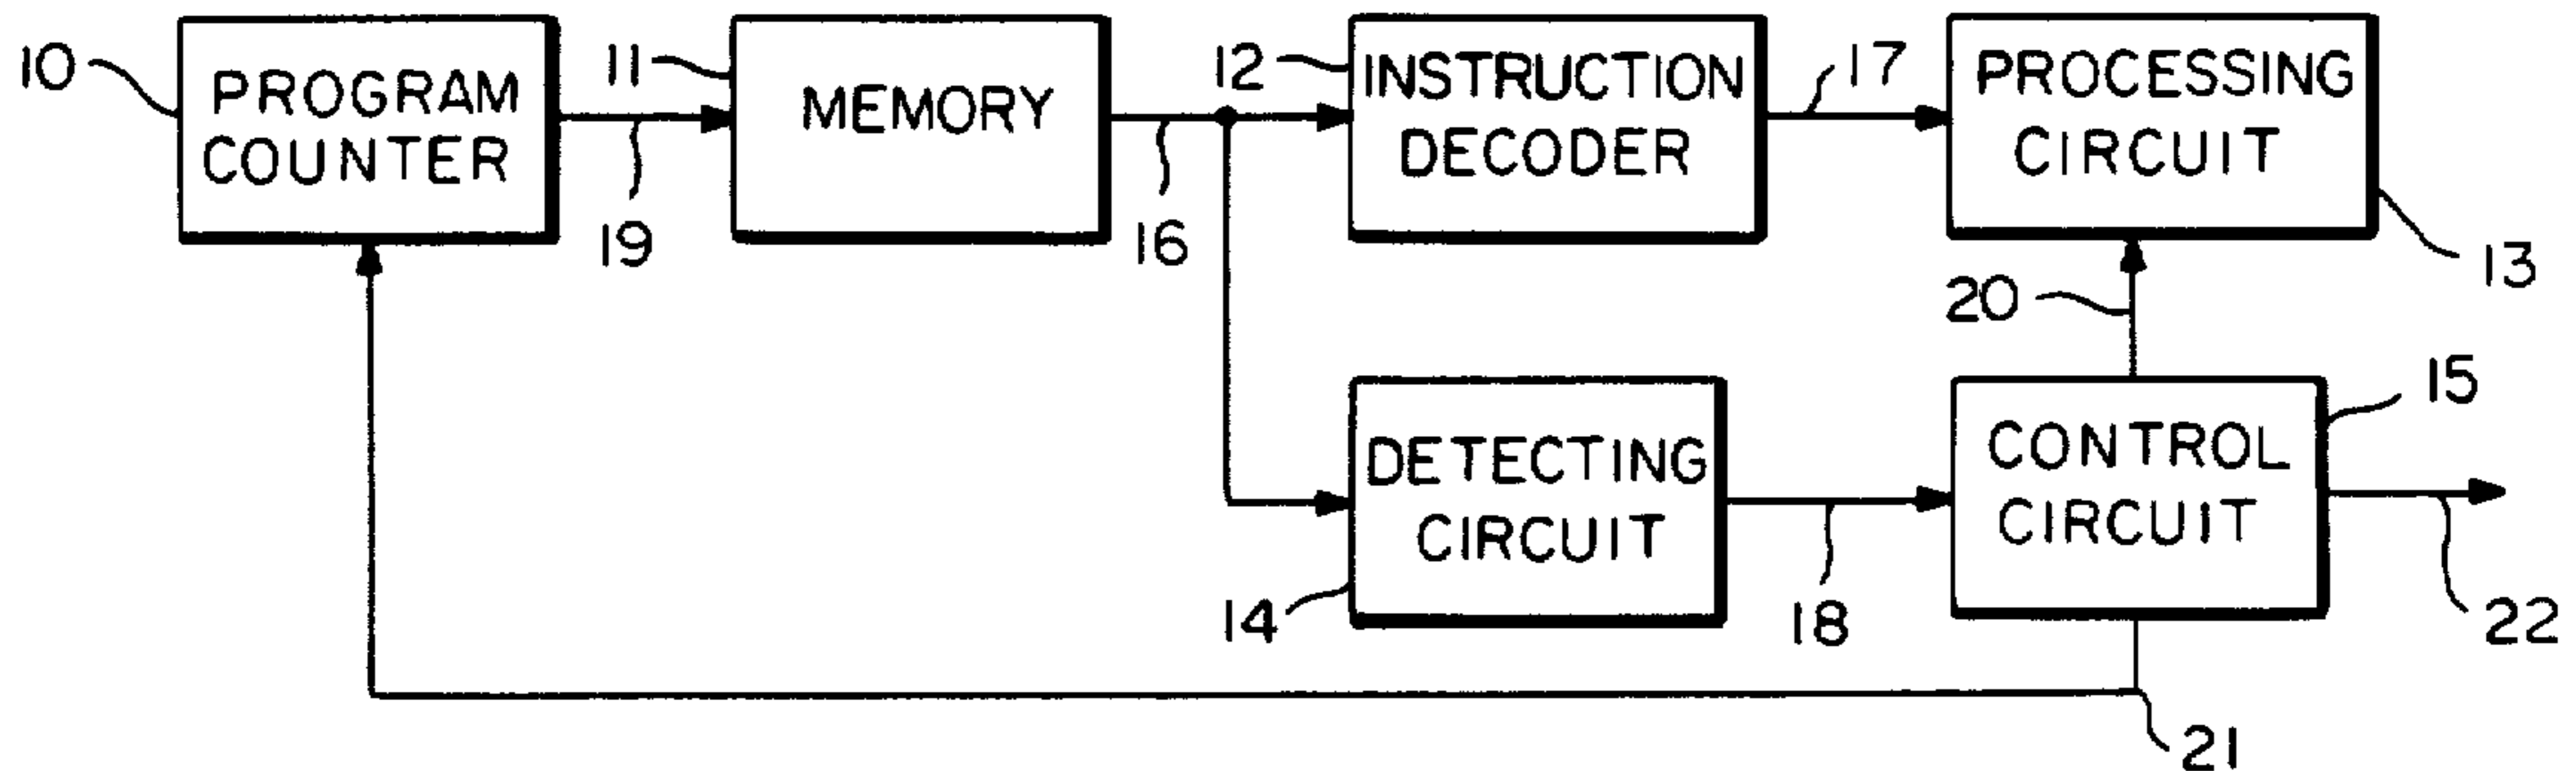 10
PROGRAM
COUNTER
19
11
MEMORY
16
12
INSTRUCTION
DECODER
17
PROCESSING
CIRCUIT
13
20
DETECTING
CIRCUIT
14
18
CONTROL
CIRCUIT
15
22
21